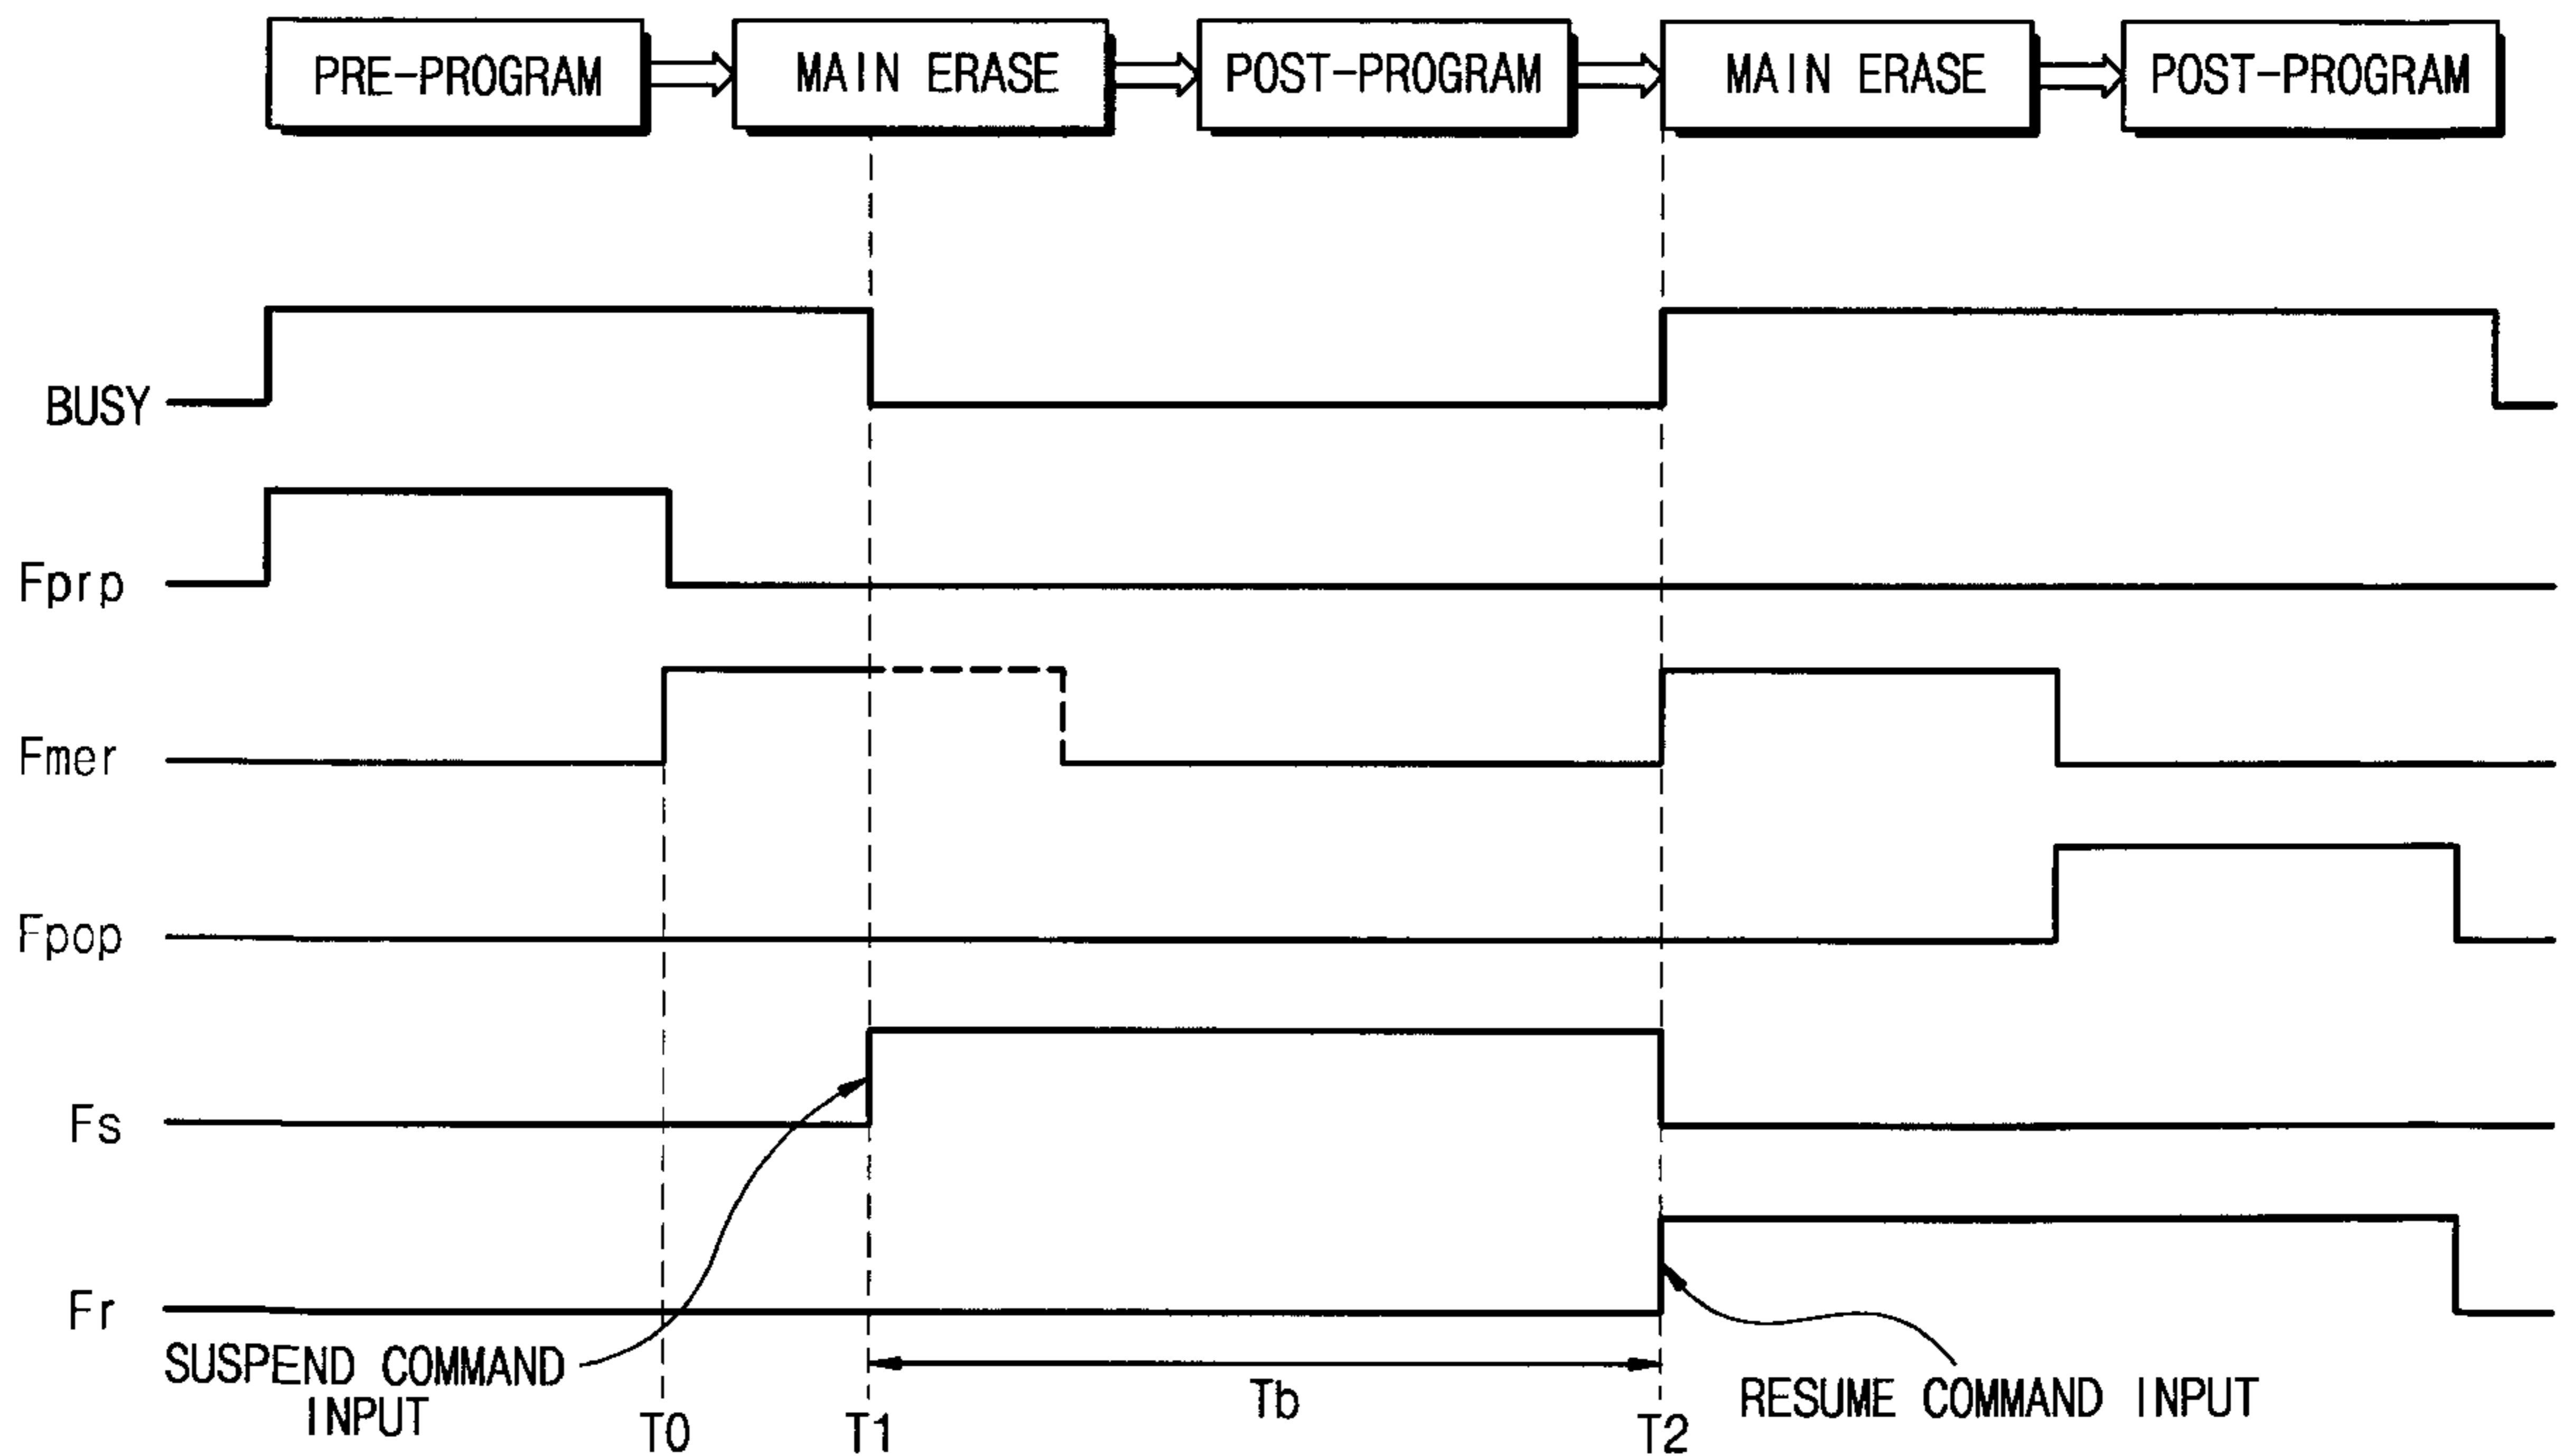 PRE-PROGRAM
MAIN ERASE
POST-PROGRAM
MAIN ERASE
POST-PROGRAM
BUSY
Fprp
Fmer
Fpop
Fs
Fr
SUSPEND COMMAND
INPUT
T0
T1
Tb
T2
RESUME COMMAND INPUT